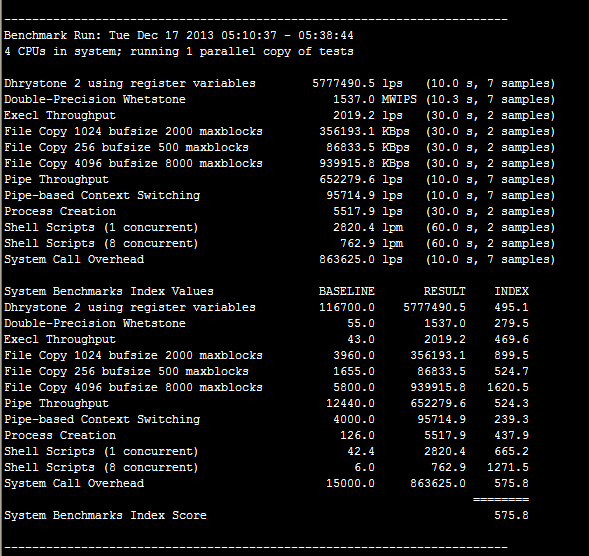 ------------------------------------------------------------------------
Benchmark Run: Tue Dec 17 2013 05:10:37 - 05:38:44
4 CPUs in system; running 1 parallel copy of tests
Dhrystone 2 using register variables 5777490.5 lps (10.0 s, 7 samples)
Double-Precision Whetstone 1537.0 MWIPS (10.3 s, 7 samples)
Execl Throughput 2019.2 lps (30.0 s, 2 samples)
File Copy 1024 bufsize 2000 maxblocks 356193.1 KBps (30.0 s, 2 samples)
File Copy 256 bufsize 500 maxblocks 86833.5 KBps (30.0 s, 2 samples)
File Copy 4096 bufsize 8000 maxblocks 939915.8 KBps (30.0 s, 2 samples)
Pipe Throughput 652279.6 lps (10.0 s, 7 samples)
Pipe-based Context Switching 95714.9 lps (10.0 s, 7 samples)
Process Creation 5517.9 lps (30.0 s, 2 samples)
Shell Scripts (1 concurrent) 2820.4 lpm (60.0 s, 2 samples)
Shell Scripts (8 concurrent) 762.9 lpm (60.0 s, 2 samples)
System Call Overhead 863625.0 lps (10.0 s, 7 samples)
System Benchmarks Index Values BASELINE RESULT INDEX
Dhrystone 2 using register variables 116700.0 5777490.5 495.1
Double-Precision Whetstone 55.0 1537.0 279.5
Execl Throughput 43.0 2019.2 469.6
File Copy 1024 bufsize 2000 maxblocks 3960.0 356193.1 899.5
File Copy 256 bufsize 500 maxblocks 1655.0 86833.5 524.7
File Copy 4096 bufsize 8000 maxblocks 5800.0 939915.8 1620.5
Pipe Throughput 12440.0 652279.6 524.3
Pipe-based Context Switching 4000.0 95714.9 239.3
Process Creation 126.0 5517.9 437.9
Shell Scripts (1 concurrent) 42.4 2820.4 665.2
Shell Scripts (8 concurrent) 6.0 762.9 1271.5
System Call Overhead 15000.0 863625.0 575.8
========
System Benchmarks Index Score 575.8
------------------------------------------------------------------------